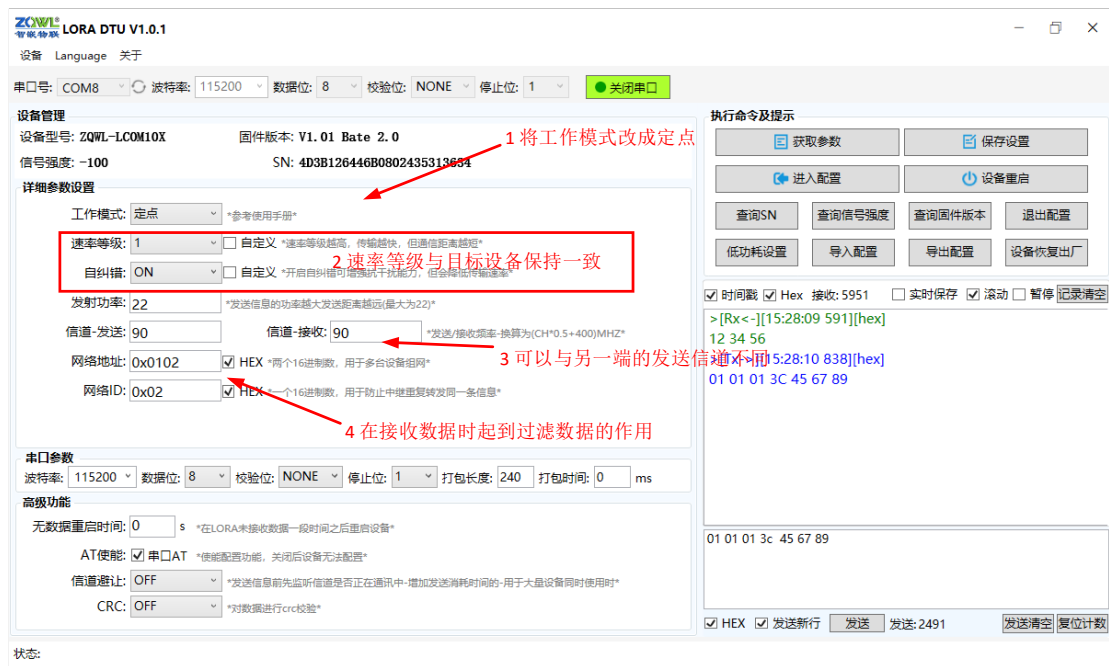 ZQWL
智嵌物联 LORA DTU V1.0.1
设备 Language 关于
串口号: COM8 波特率: 115200 数据位: 8 校验位: NONE 停止位: 1 关闭串口
设备管理
设备型号: ZQWL-LCOM10X 固件版本: V1.01 Bate 2.0
信号强度: -100 SN: 4D3B126446B0802435313634
1 将工作模式改成定点
详细参数设置
工作模式: 定点 *参考使用手册*
速率等级: 1 自定义 *速率等级越高，传输越快，但通信距离越短*
2 速率等级与目标设备保持一致
自纠错: ON 自定义 *开启自纠错可增强抗干扰能力，但会降低传输速率*
发射功率: 22 *发送信息的功率越大发送距离越远(最大为22)*
信道-发送: 90 信道-接收: 90 *发送/接收频率-换算为(CH*0.5+400)MHZ*
3 可以与另一端的发送信道不同
网络地址: 0x0102 HEX *两个16进制数，用于多台设备组网*
网络ID: 0x02 HEX *一个16进制数，用于防止中继重复转发同一条信息*
4 在接收数据时起到过滤数据的作用
串口参数
波特率: 115200 数据位: 8 校验位: NONE 停止位: 1 打包长度: 240 打包时间: 0 ms
高级功能
无数据重启时间: 0 s *在LORA未接收数据一段时间之后重启设备*
AT使能: 串口AT *使能配置功能，关闭后设备无法配置*
信道避让: OFF *发送信息前先监听信道是否正在通讯中-增加发送消耗时间的-用于大量设备同时使用时*
CRC: OFF *对数据进行crc校验*
执行命令及提示
获取参数 保存设置
进入配置 设备重启
查询SN 查询信号强度 查询固件版本 退出配置
低功耗设置 导入配置 导出配置 设备恢复出厂
时间戳 Hex 接收: 5951 实时保存 滚动 暂停 记录清空
>[Rx<-][15:28:09 591][hex]
12 34 56
>[Tx->][15:28:10 838][hex]
01 01 01 3C 45 67 89
01 01 01 3c 45 67 89
HEX 发送新行 发送 发送: 2491 发送清空 复位计数
状态: